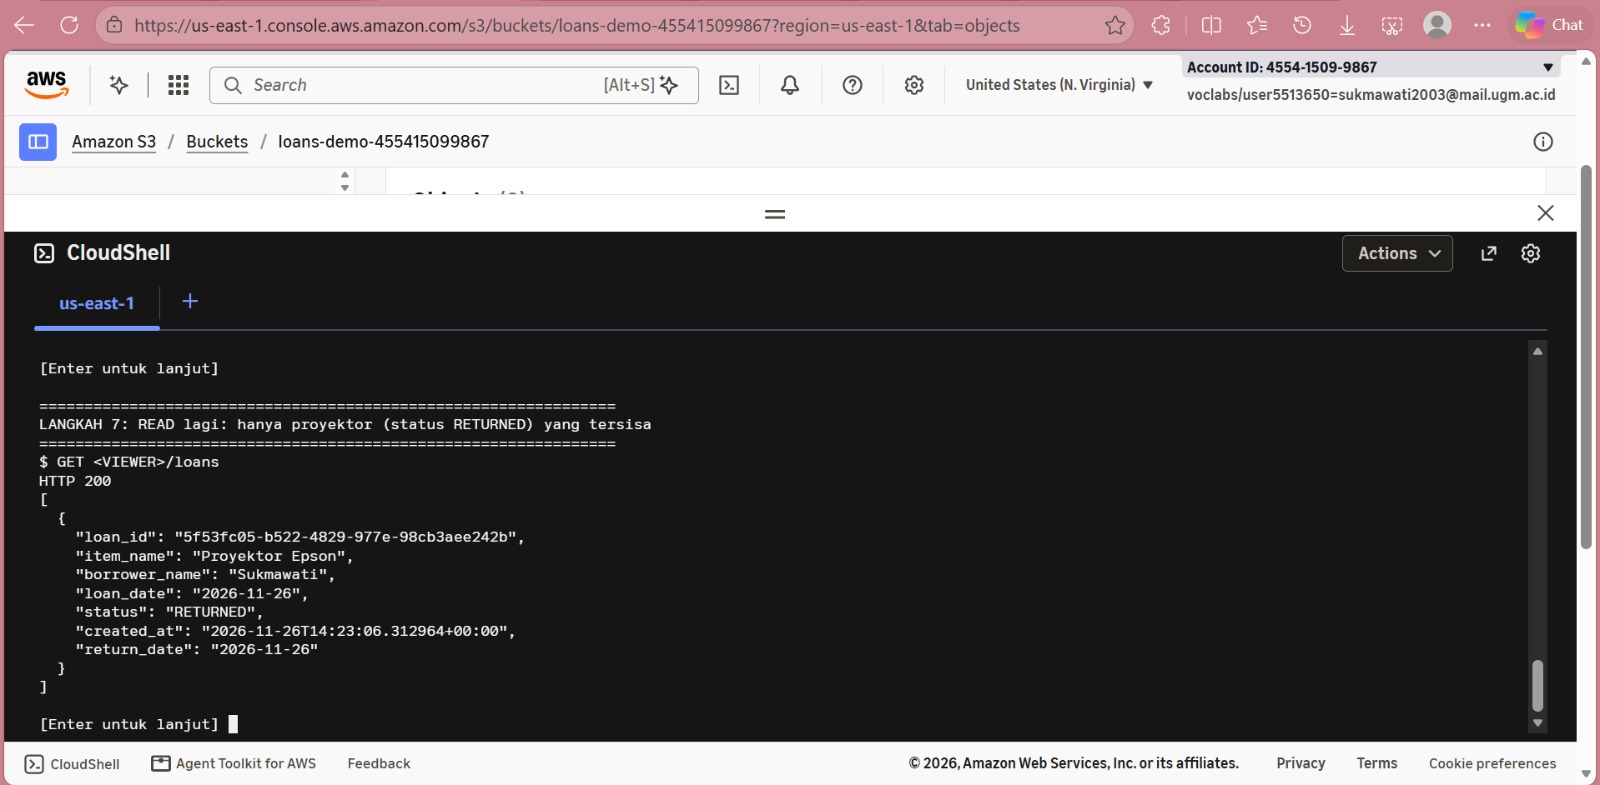 https://us-east-1.console.aws.amazon.com/s3/buckets/loans-demo-455415099867?region=us-east-1&tab=objects
Chat
aws
Search
[Alt+S]
United States (N. Virginia)
Account ID: 4554-1509-9867
voclabs/user5513650=sukmawati2003@mail.ugm.ac.id
Amazon S3 / Buckets / loans-demo-455415099867
CloudShell
Actions
us-east-1
+
[Enter untuk lanjut]
================================================================
LANGKAH 7: READ lagi: hanya proyektor (status RETURNED) yang tersisa
================================================================
$ GET <VIEWER>/loans
HTTP 200
[
{
"loan_id": "5f53fc05-b522-4829-977e-98cb3aee242b",
"item_name": "Proyektor Epson",
"borrower_name": "Sukmawati",
"loan_date": "2026-11-26",
"status": "RETURNED",
"created_at": "2026-11-26T14:23:06.312964+00:00",
"return_date": "2026-11-26"
}
]
[Enter untuk lanjut]
CloudShell
Agent Toolkit for AWS
Feedback
© 2026, Amazon Web Services, Inc. or its affiliates.
Privacy
Terms
Cookie preferences